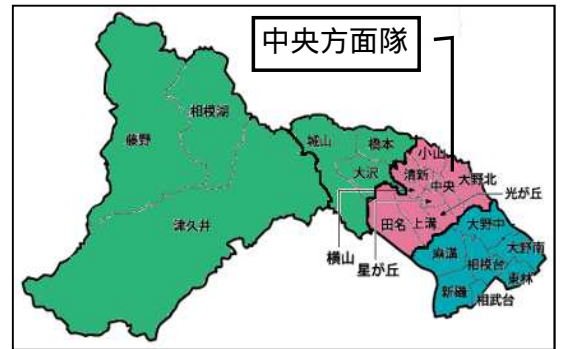 中央方面隊
相模湖
藤野
城山
橋本
小山
大沢
清新
中央
大野北
光が丘
津久井
田名
上溝
大野中
横山
星が丘
麻溝
大野南
相模台
東林
新磯
相武台